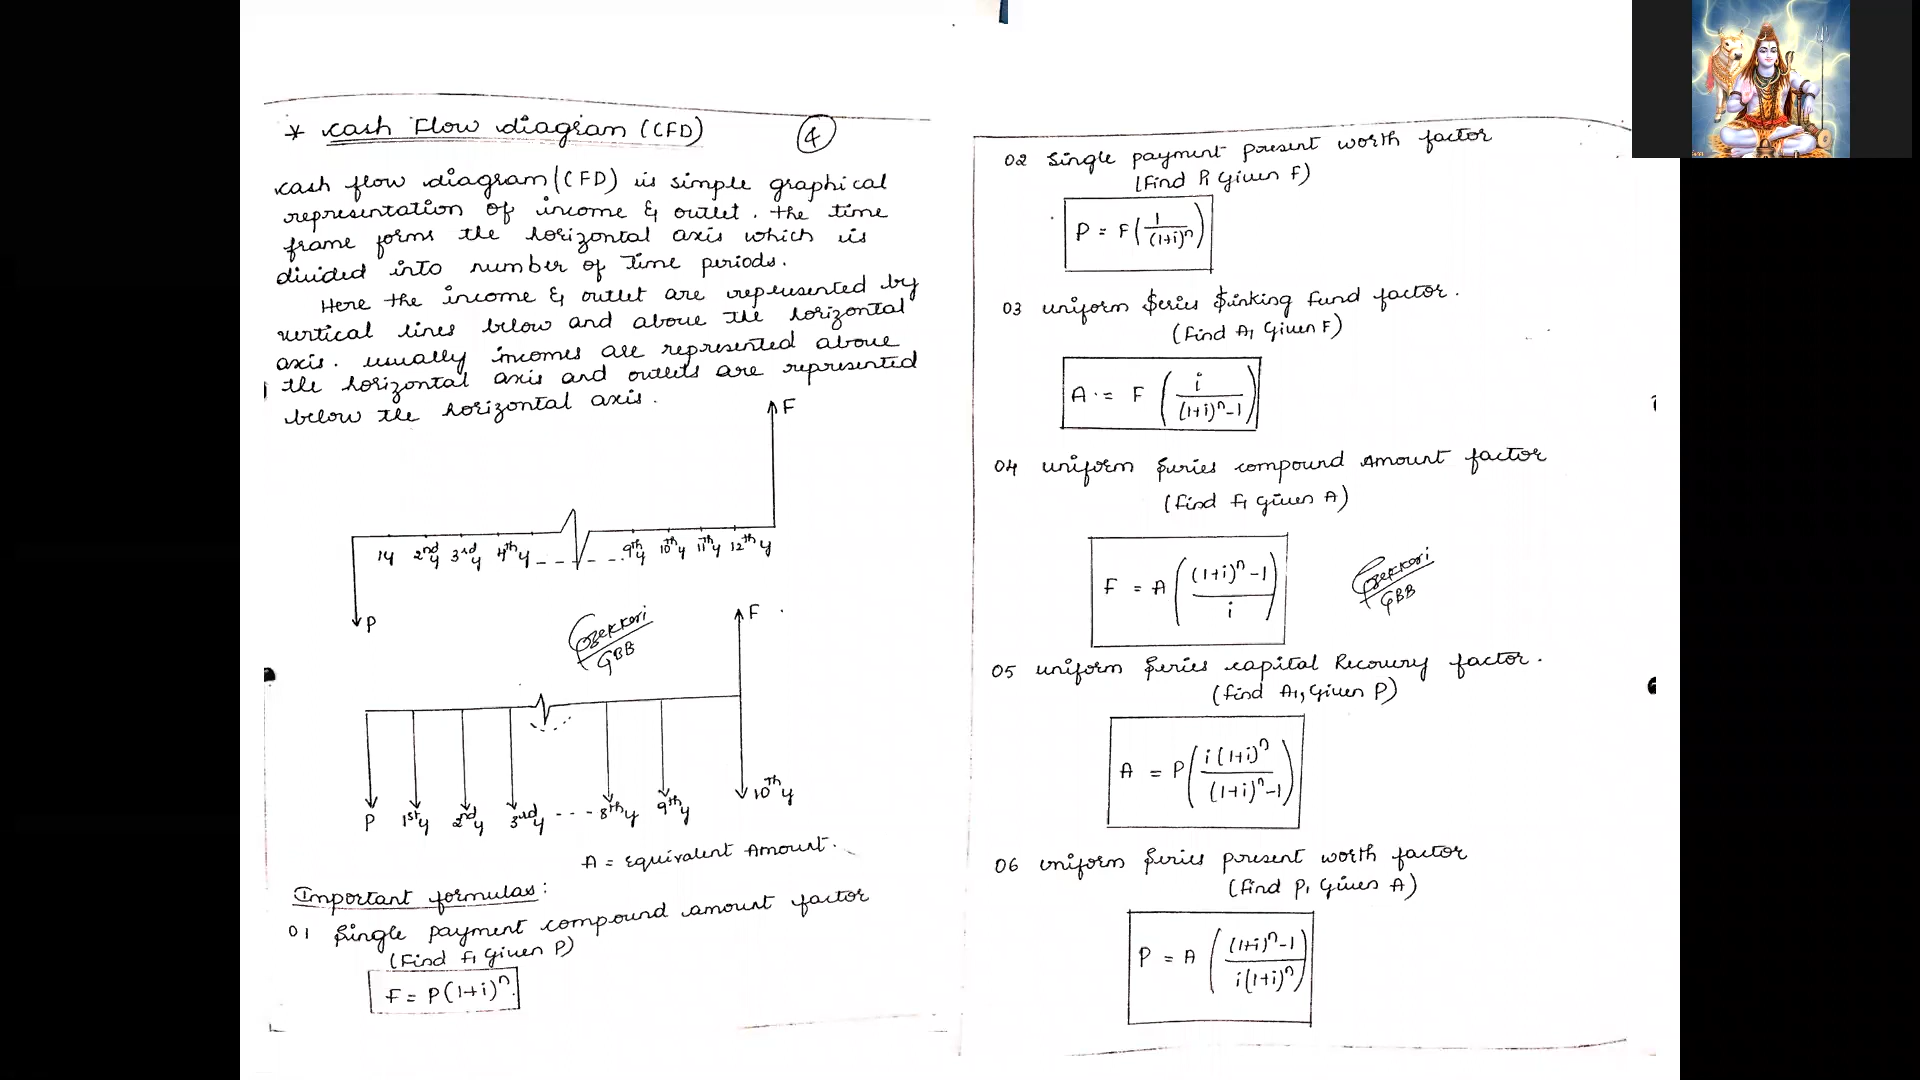 * Cash Flow diagram (CFD)
4
Cash flow diagram (CFD) is simple graphical
representation of income & outlet. the time
frame forms the horizontal axis which is
divided into number of Time periods.
Here the income & outlet are represented by
vertical lines below and above the horizontal
axis. usually incomes are represented above
the horizontal axis and outlets are represented
below the horizontal axis.
F
1y 2nd y 3rd y 4th y - - - - - - 9th y 10th y 11th y 12th y
P
F
GBB
P 1st y 2nd y 3rd y - - - 8th y 9th y 10th y
A = Equivalent Amount.
Important formulas:
01 Single payment compound amount factor
(Find F, Given P)
F = P(1+i)^n.
02 Single payment present worth factor
(Find P, Given F)
P = F(1/(1+i)^n)
03 uniform Series Sinking Fund factor.
(Find A, Given F)
A = F (i/((1+i)^n-1))
04 uniform Series compound Amount factor
(Find F, Given A)
F = A(((1+i)^n-1)/i)
GBB
05 uniform Series capital Recovery factor.
(Find A, Given P)
A = P(i(1+i)^n/((1+i)^n-1))
06 uniform Series present worth factor
(Find P, Given A)
P = A(((1+i)^n-1)/(i(1+i)^n))